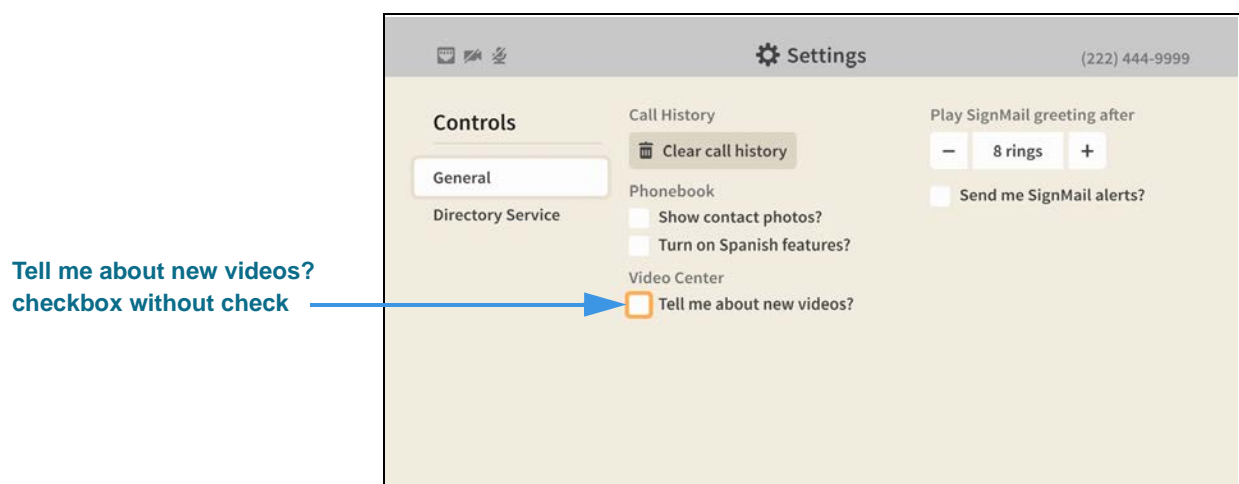 Settings
(222) 444-9999
Controls
General
Directory Service
Call History
Clear call history
Phonebook
Show contact photos?
Turn on Spanish features?
Video Center
Tell me about new videos?
Play SignMail greeting after
− 8 rings +
Send me SignMail alerts?
Tell me about new videos?
checkbox without check